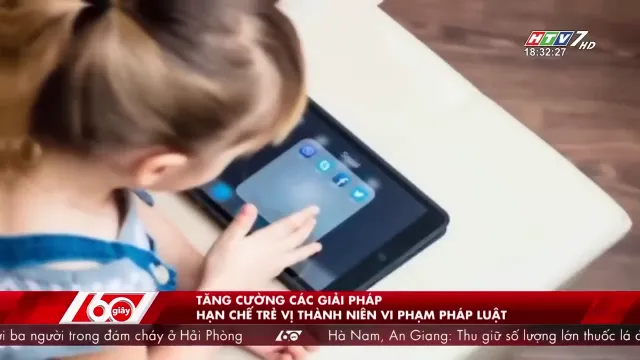 HTV7 HD
18:32:27
Social
60 giây
TĂNG CƯỜNG CÁC GIẢI PHÁP
HẠN CHẾ TRẺ VỊ THÀNH NIÊN VI PHẠM PHÁP LUẬT
i ba người trong đám cháy ở Hải Phòng Hà Nam, An Giang: Thu giữ số lượng lớn thuốc lá